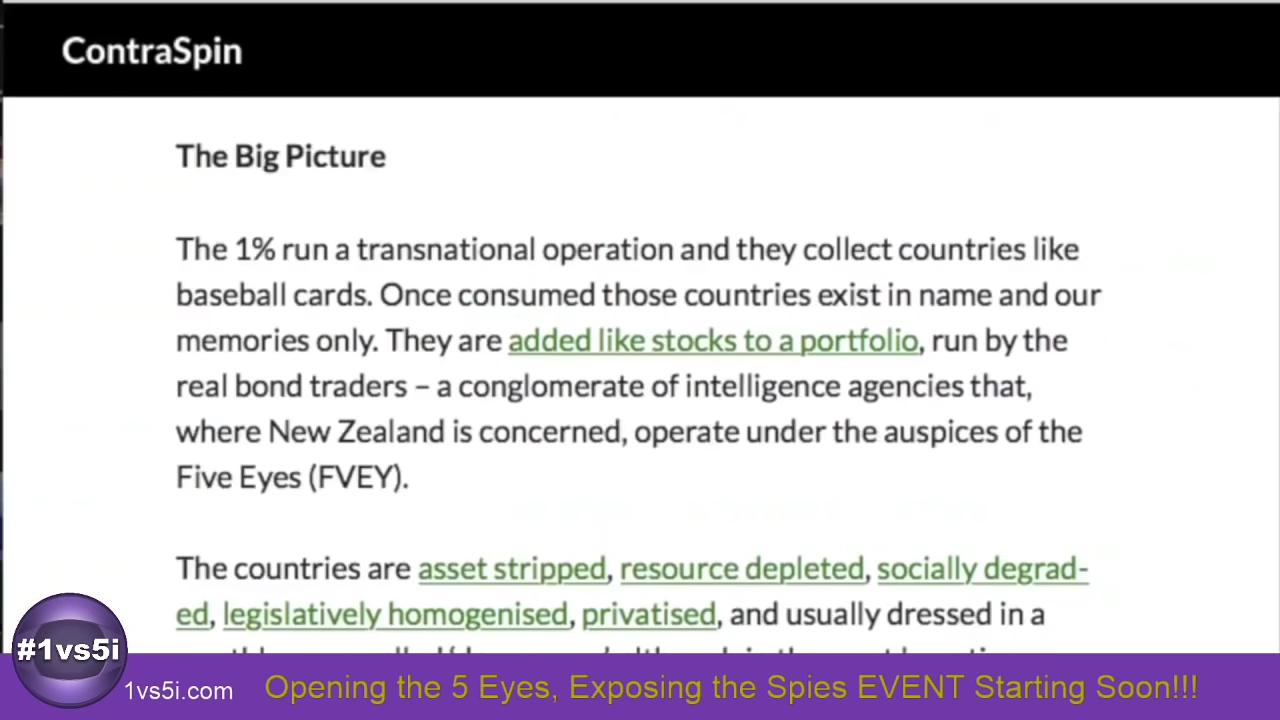 ContraSpin
The Big Picture
The 1% run a transnational operation and they collect countries like
baseball cards. Once consumed those countries exist in name and our
memories only. They are added like stocks to a portfolio, run by the
real bond traders – a conglomerate of intelligence agencies that,
where New Zealand is concerned, operate under the auspices of the
Five Eyes (FVEY).
The countries are asset stripped, resource depleted, socially degrad-
ed, legislatively homogenised, privatised, and usually dressed in a
#1vs5i
1vs5i.com
Opening the 5 Eyes, Exposing the Spies EVENT Starting Soon!!!